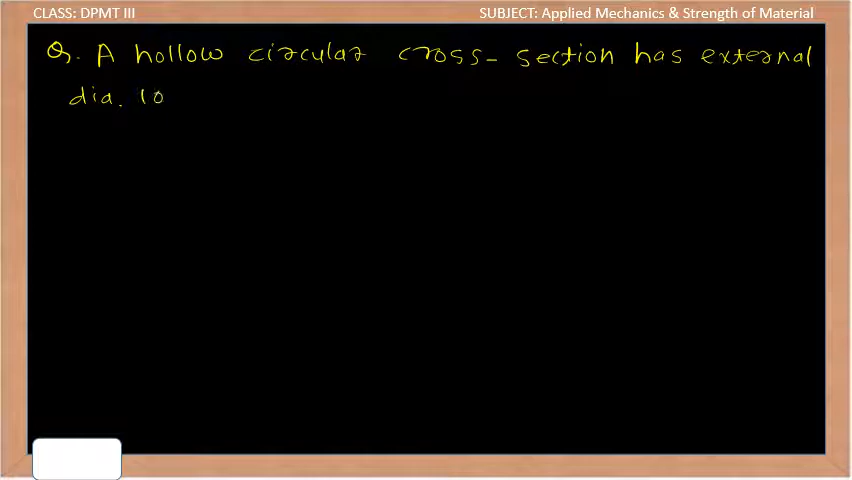 CLASS: DPMT III
SUBJECT: Applied Mechanics & Strength of Material
Q. A hollow circular cross-section has external
dia. 10